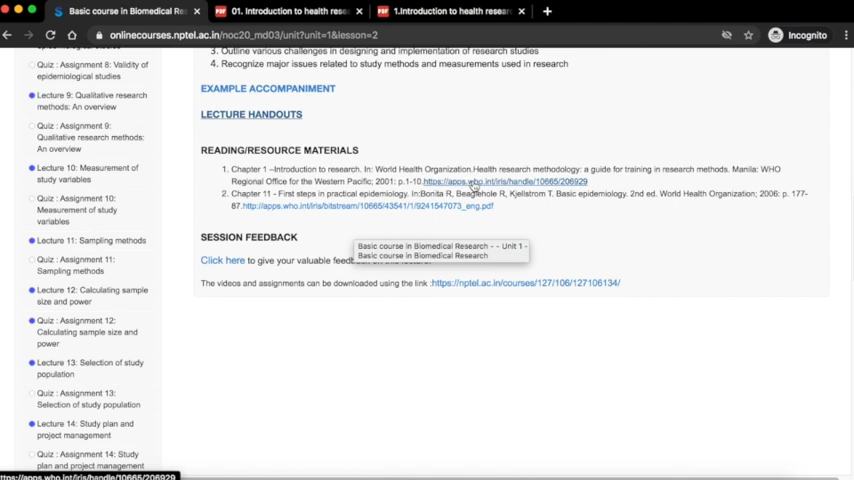 Basic course in Biomedical Res
01. Introduction to health rese
1.Introduction to health resear
onlinecourses.nptel.ac.in/noc20_md03/unit?unit=1&lesson=2
Incognito
Quiz : Assignment 8: Validity of
epidemiological studies
Lecture 9: Qualitative research
methods: An overview
Quiz : Assignment 9:
Qualitative research methods:
An overview
Lecture 10: Measurement of
study variables
Quiz : Assignment 10:
Measurement of study
variables
Lecture 11: Sampling methods
Quiz : Assignment 11:
Sampling methods
Lecture 12: Calculating sample
size and power
Quiz : Assignment 12:
Calculating sample size and
power
Lecture 13: Selection of study
population
Quiz : Assignment 13:
Selection of study population
Lecture 14: Study plan and
project management
Quiz : Assignment 14: Study
plan and project management
3. Outline various challenges in designing and implementation of research studies
4. Recognize major issues related to study methods and measurements used in research
EXAMPLE ACCOMPANIMENT
LECTURE HANDOUTS
READING/RESOURCE MATERIALS
1. Chapter 1 –Introduction to research. In: World Health Organization.Health research methodology: a guide for training in research methods. Manila: WHO
Regional Office for the Western Pacific; 2001: p.1-10.https://apps.who.int/iris/handle/10665/206929
2. Chapter 11 - First steps in practical epidemiology. In:Bonita R, Beaglehole R, Kjellstrom T. Basic epidemiology. 2nd ed. World Health Organization; 2006: p. 177-
87.http://apps.who.int/iris/bitstream/10665/43541/1/9241547073_eng.pdf
SESSION FEEDBACK
Basic course in Biomedical Research - - Unit 1 -
Basic course in Biomedical Research
Click here to give your valuable feedb
The videos and assignments can be downloaded using the link :https://nptel.ac.in/courses/127/106/127106134/
https://apps.who.int/iris/handle/10665/206929